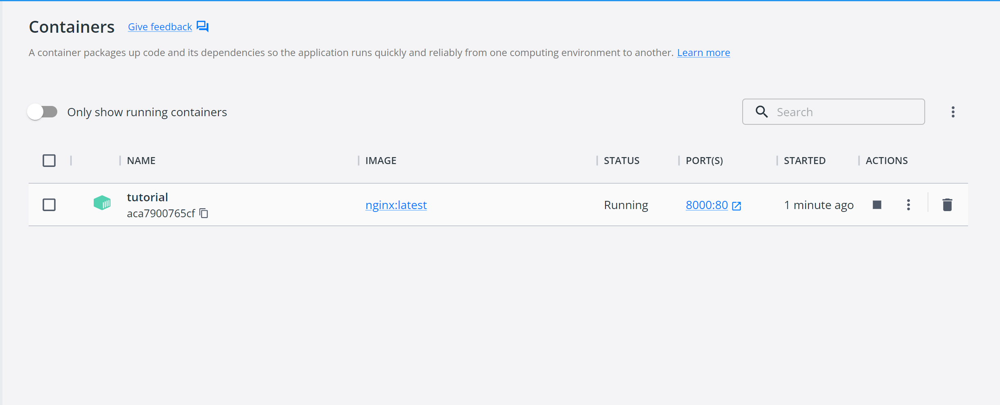 Containers Give feedback
A container packages up code and its dependencies so the application runs quickly and reliably from one computing environment to another. Learn more
Only show running containers Search
NAME IMAGE STATUS PORT(S) STARTED ACTIONS
tutorial
aca7900765cf nginx:latest Running 8000:80 1 minute ago